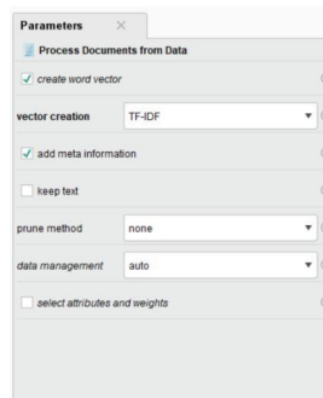 Parameters
Process Documents from Data
create word vector
vector creation TF-IDF
add meta information
keep text
prune method none
data management auto
select attributes and weights